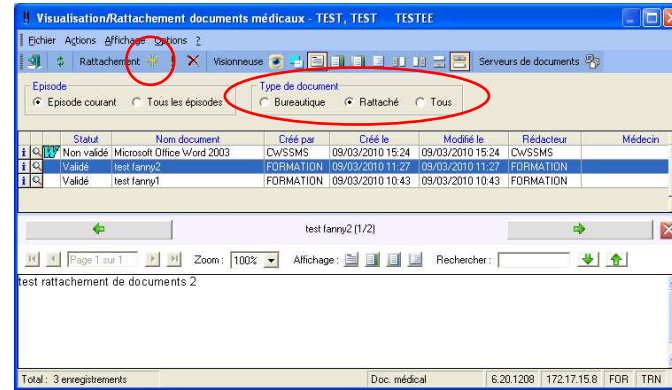 Visualisation/Rattachement documents médicaux - TEST, TEST TESTEE
Fichier Actions Affichage Options ?
Rattachement Visionneuse Serveurs de documents
Episode Type de document
Episode courant Tous les épisodes Bureautique Rattaché Tous
Statut Nom document Créé par Créé le Modifié le Rédacteur Médecin
Non validé Microsoft Office Word 2003 CWSSMS 09/03/2010 15:24 09/03/2010 15:24 CWSSMS
Validé test fanny2 FORMATION 09/03/2010 11:27 09/03/2010 11:27 FORMATION
Validé test fanny1 FORMATION 09/03/2010 10:43 09/03/2010 10:43 FORMATION
test fanny2 (1/2)
Page 1 sur 1 Zoom : 100% Affichage : Rechercher :
test rattachement de documents 2
Total : 3 enregistrements Doc. médical 6.20.1208 172.17.15.8 FOR TRN